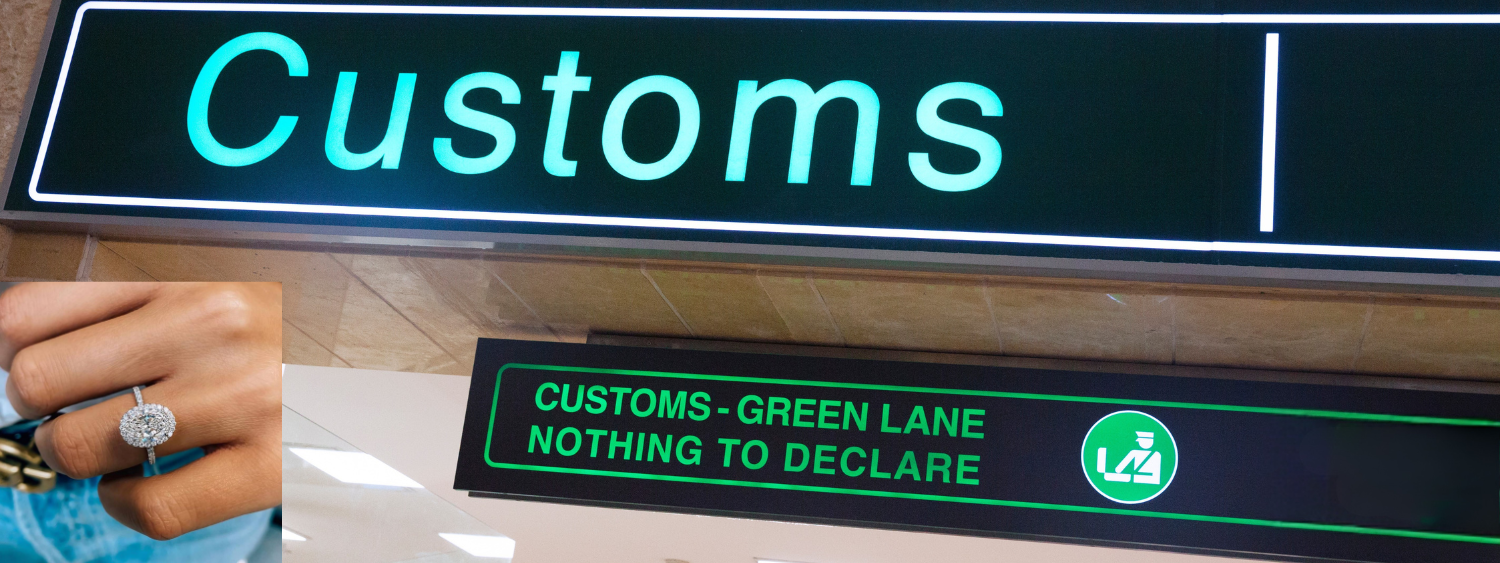 Customs
CUSTOMS - GREEN LANE
NOTHING TO DECLARE